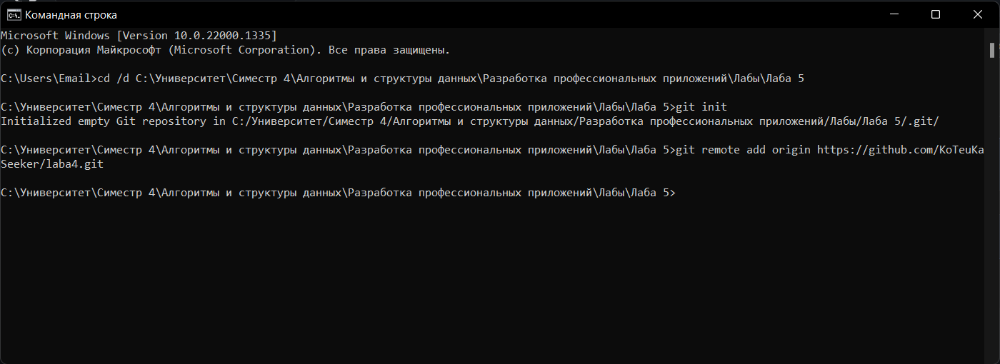 Командная строка
Microsoft Windows [Version 10.0.22000.1335]
(c) Корпорация Майкрософт (Microsoft Corporation). Все права защищены.
C:\Users\Email>cd /d C:\Университет\Симестр 4\Алгоритмы и структуры данных\Разработка профессиональных приложений\Лабы\Лаба 5
C:\Университет\Симестр 4\Алгоритмы и структуры данных\Разработка профессиональных приложений\Лабы\Лаба 5>git init
Initialized empty Git repository in C:/Университет/Симестр 4/Алгоритмы и структуры данных/Разработка профессиональных приложений/Лабы/Лаба 5/.git/
C:\Университет\Симестр 4\Алгоритмы и структуры данных\Разработка профессиональных приложений\Лабы\Лаба 5>git remote add origin https://github.com/KoTeuKa
Seeker/laba4.git
C:\Университет\Симестр 4\Алгоритмы и структуры данных\Разработка профессиональных приложений\Лабы\Лаба 5>